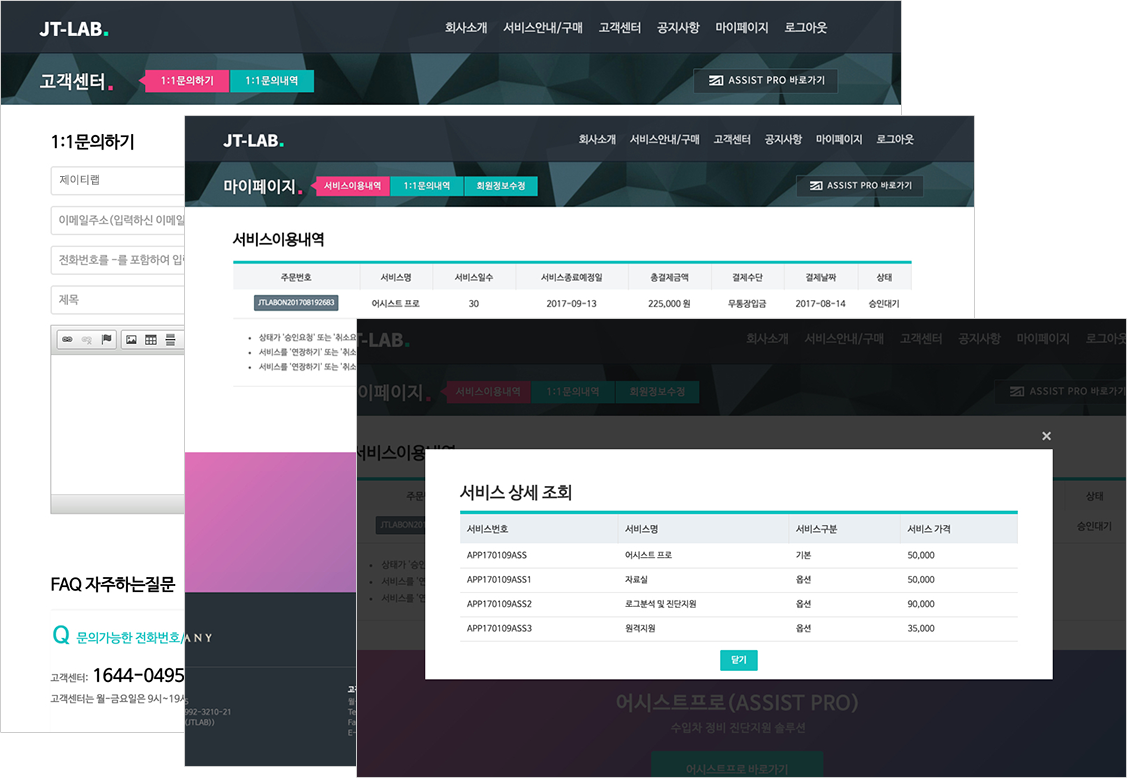 JT-LAB.
회사소개 서비스안내/구매 고객센터 공지사항 마이페이지 로그아웃
고객센터. 1:1문의하기 1:1문의내역 ASSIST PRO 바로가기
1:1문의하기
제이티랩
이메일주소(입력하신 이메일
전화번호를 -를 포함하여 입력
제목
FAQ 자주하는질문
Q 문의가능한 전화번호/
고객센터: 1644-0495
고객센터는 월~금요일은 9시~19시
JT-LAB.
회사소개 서비스안내/구매 고객센터 공지사항 마이페이지 로그아웃
마이페이지. 서비스이용내역 1:1문의내역 회원정보수정 ASSIST PRO 바로가기
서비스이용내역
주문번호 서비스명 서비스일수 서비스종료예정일 총결제금액 결제수단 결제날짜 상태
JTLABON201708192683 어시스트 프로 30 2017-09-13 225,000 원 무통장입금 2017-08-14 승인대기
상태가 '승인요청' 또는 '취소요
서비스를 '연장하기' 또는 '취소
서비스를 '연장하기' 또는 '취소
ANY
992-3210-21
(JTLAB))
고
월
Te
Fa
E-
T-LAB.
회사소개 서비스안내/구매 고객센터 공지사항 마이페이지 로그아웃
이페이지. 서비스이용내역 1:1문의내역 회원정보수정 ASSIST PRO 바로가기
서비스이용내역
주문 상태
JTLABON201 승인대기
상태가 '승인
서비스를 '연
서비스를 '연
서비스 상세 조회
서비스번호 서비스명 서비스구분 서비스 가격
APP170109ASS 어시스트 프로 기본 50,000
APP170109ASS1 자료실 옵션 50,000
APP170109ASS2 로그분석 및 진단지원 옵션 90,000
APP170109ASS3 원격지원 옵션 35,000
닫기
어시스트프로(ASSIST PRO)
수입차 정비 진단지원 솔루션
어시스트프로 바로가기